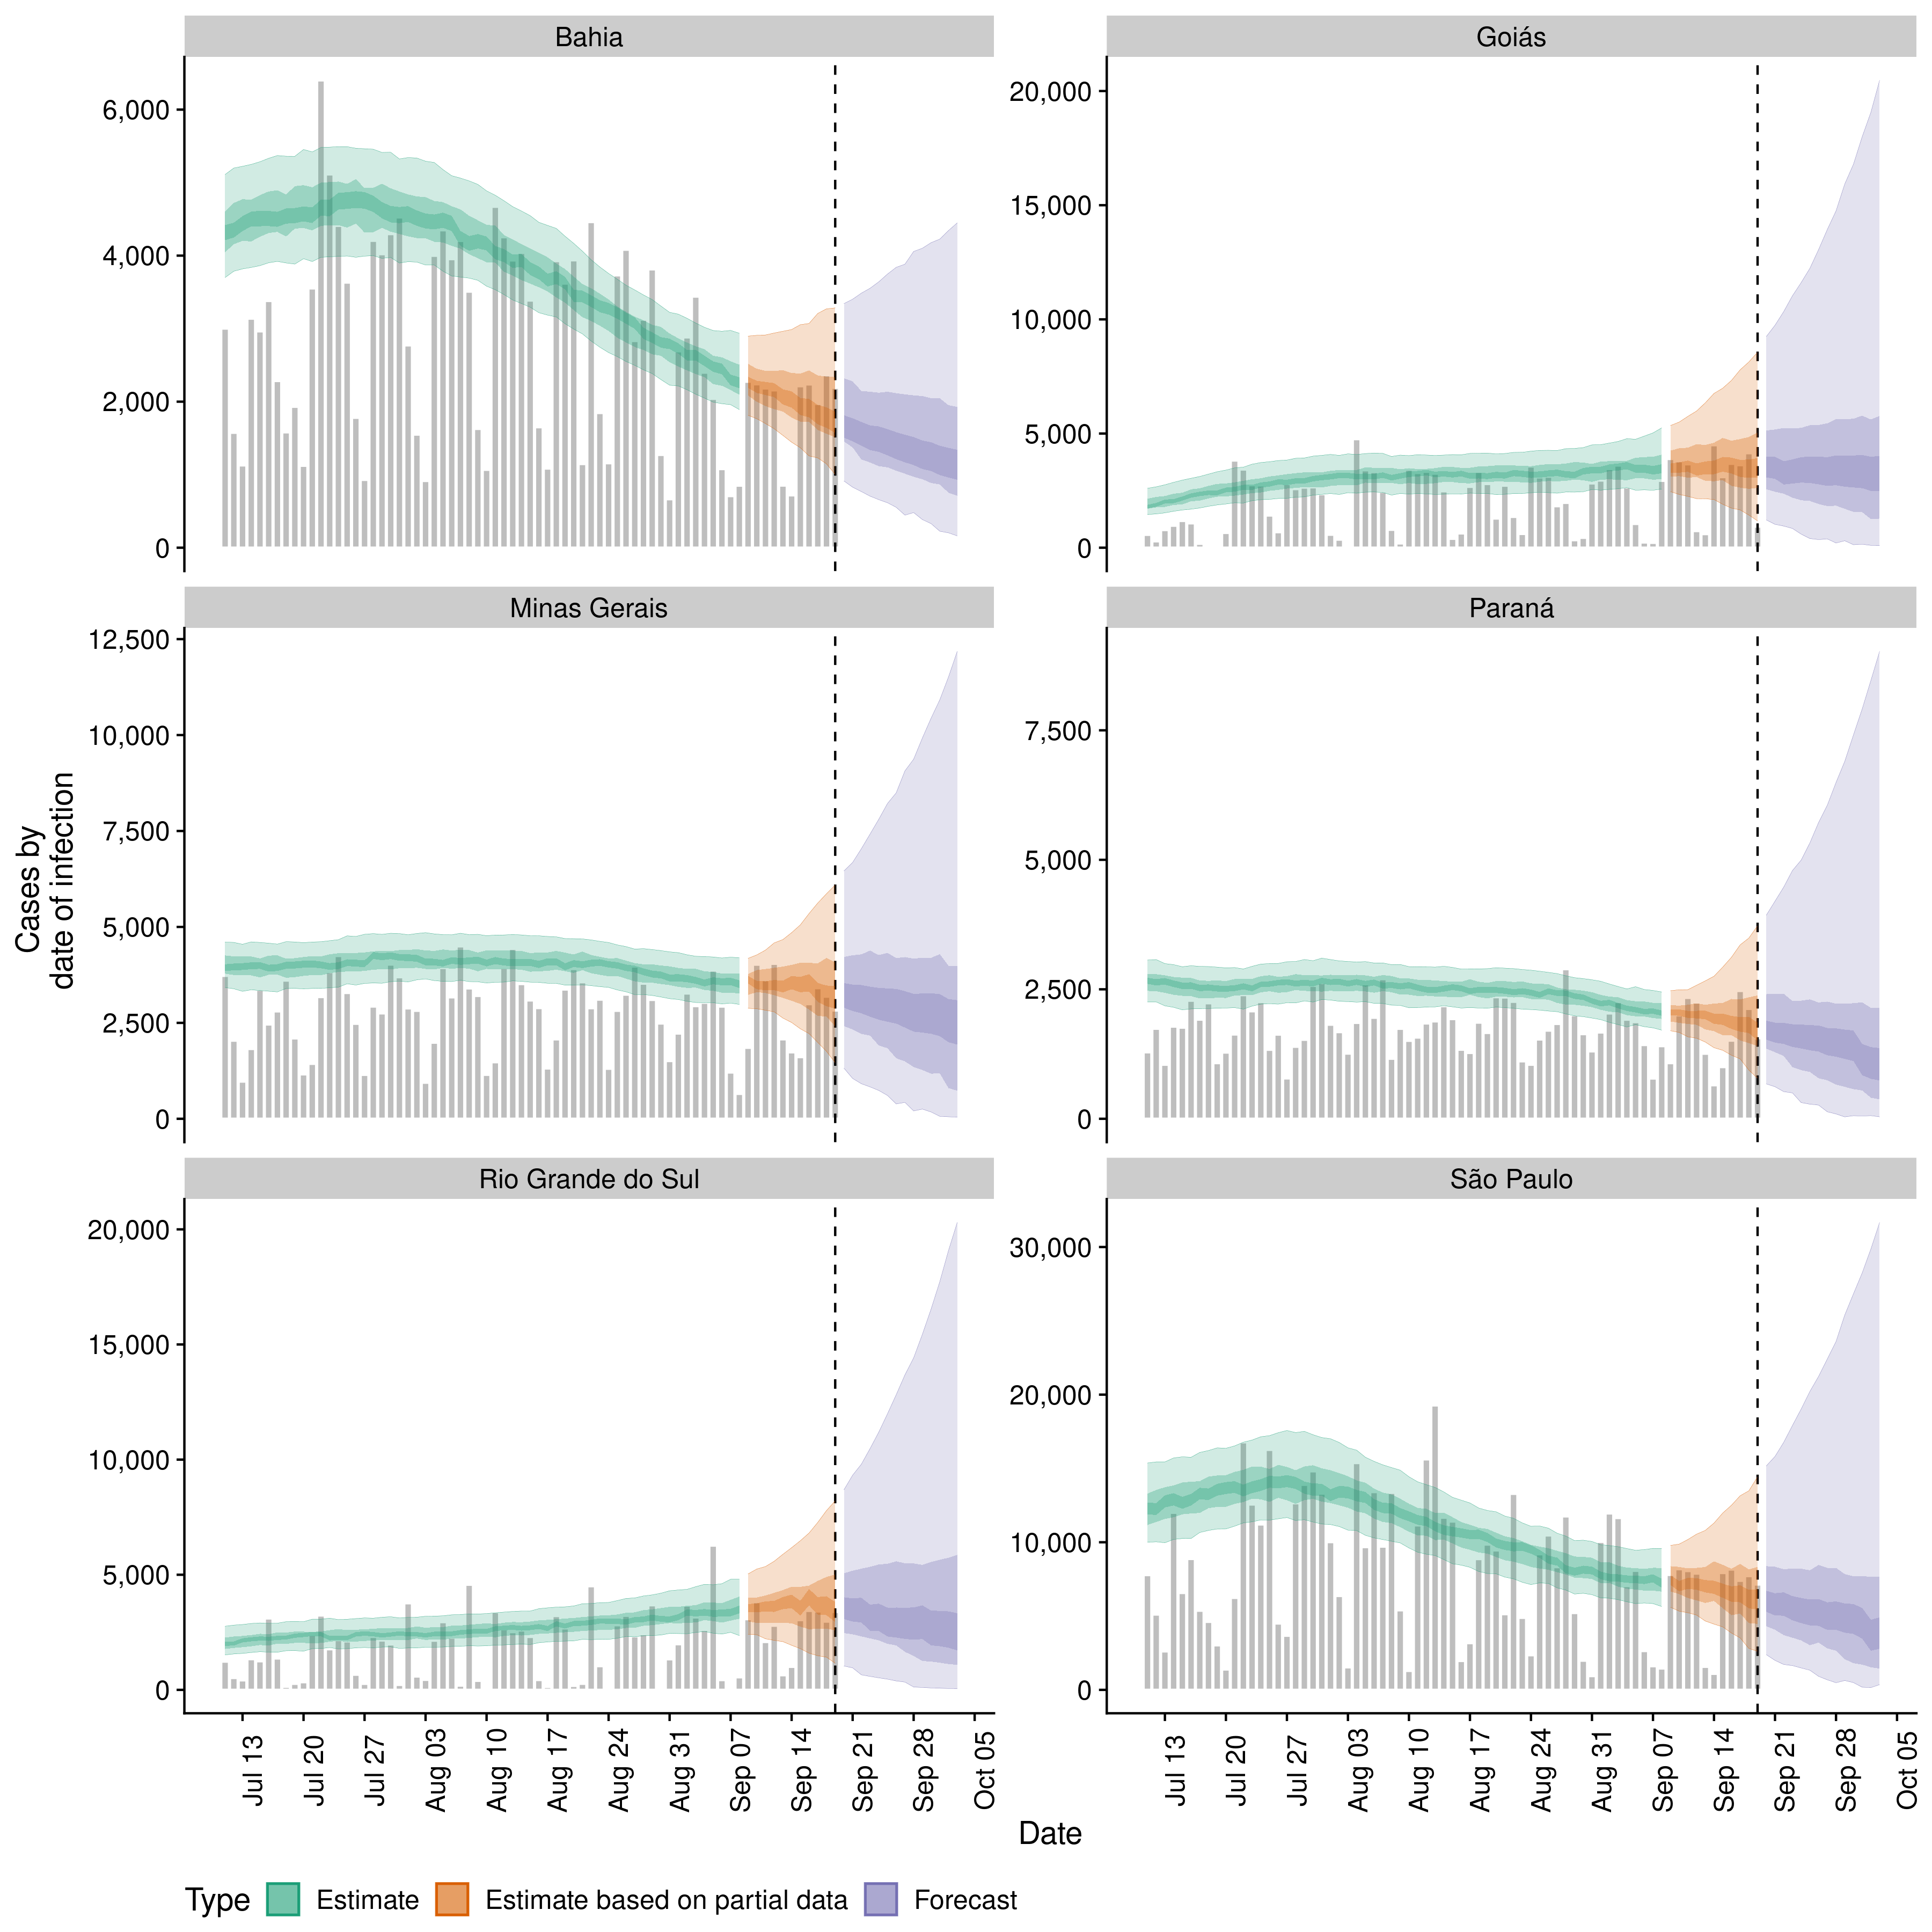 Bahia
6,000
4,000
2,000
0
Goiás
20,000
15,000
10,000
5,000
0
Minas Gerais
12,500
10,000
7,500
5,000
2,500
0
Paraná
7,500
5,000
2,500
0
Rio Grande do Sul
20,000
15,000
10,000
5,000
0
São Paulo
30,000
20,000
10,000
0
Cases by
date of infection
Jul 13
Jul 20
Jul 27
Aug 03
Aug 10
Aug 17
Aug 24
Aug 31
Sep 07
Sep 14
Sep 21
Sep 28
Oct 05
Jul 13
Jul 20
Jul 27
Aug 03
Aug 10
Aug 17
Aug 24
Aug 31
Sep 07
Sep 14
Sep 21
Sep 28
Oct 05
Date
Type Estimate Estimate based on partial data Forecast